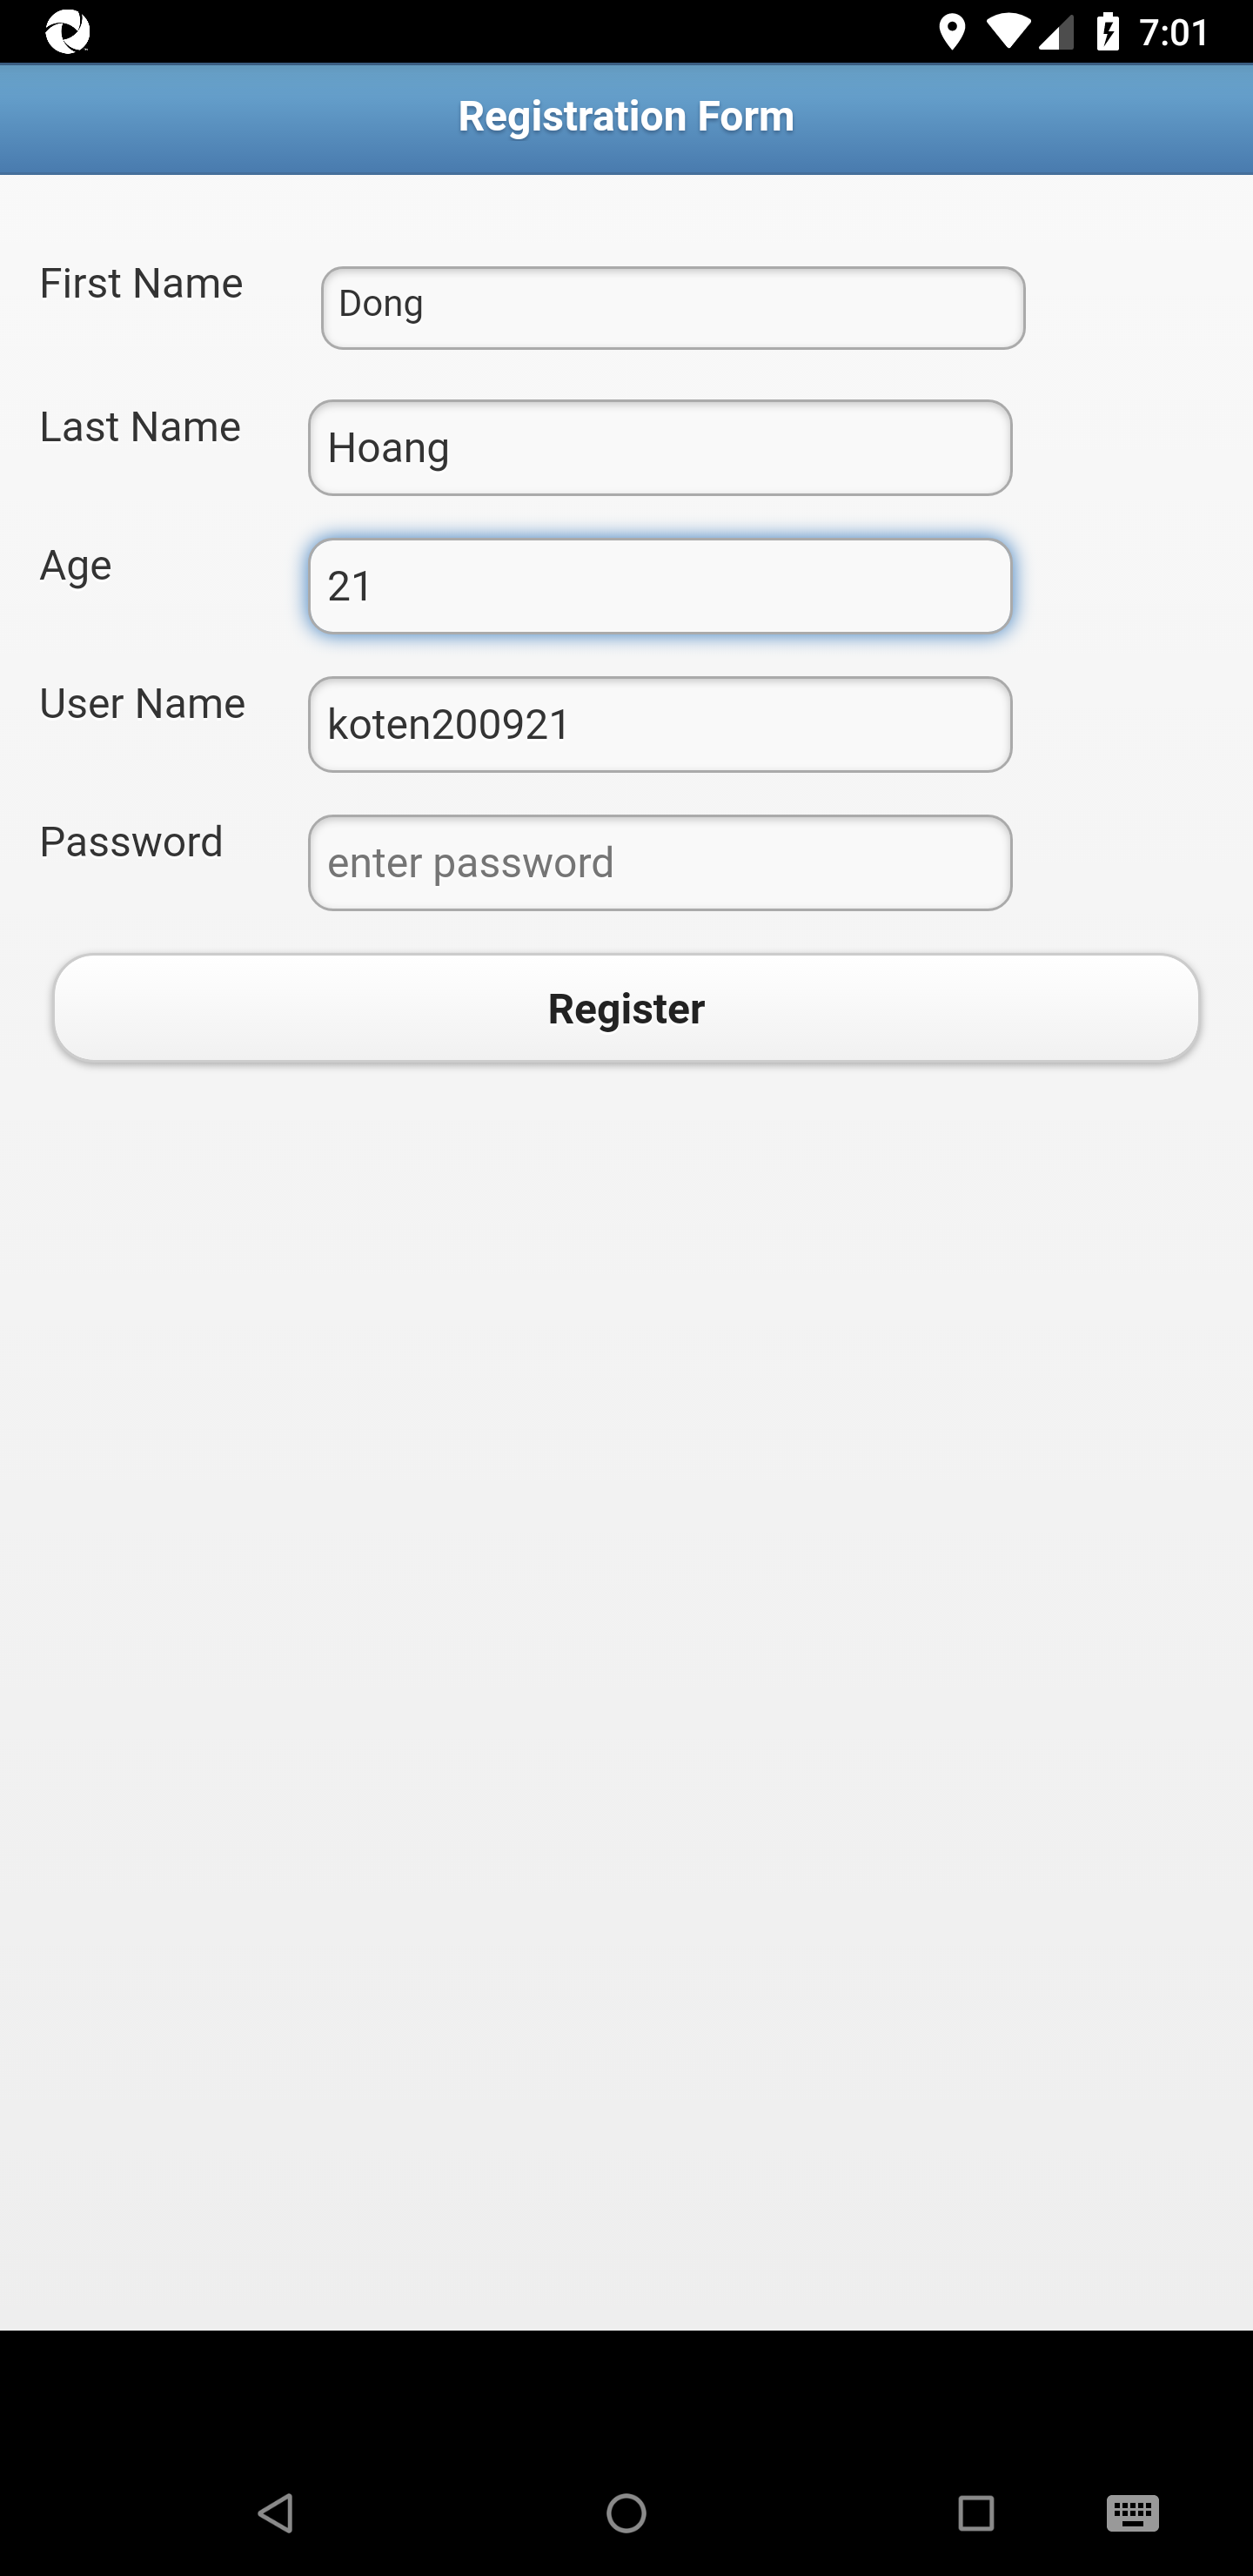 7:01
Registration Form
First Name Dong
Last Name Hoang
Age 21
User Name koten200921
Password enter password
Register